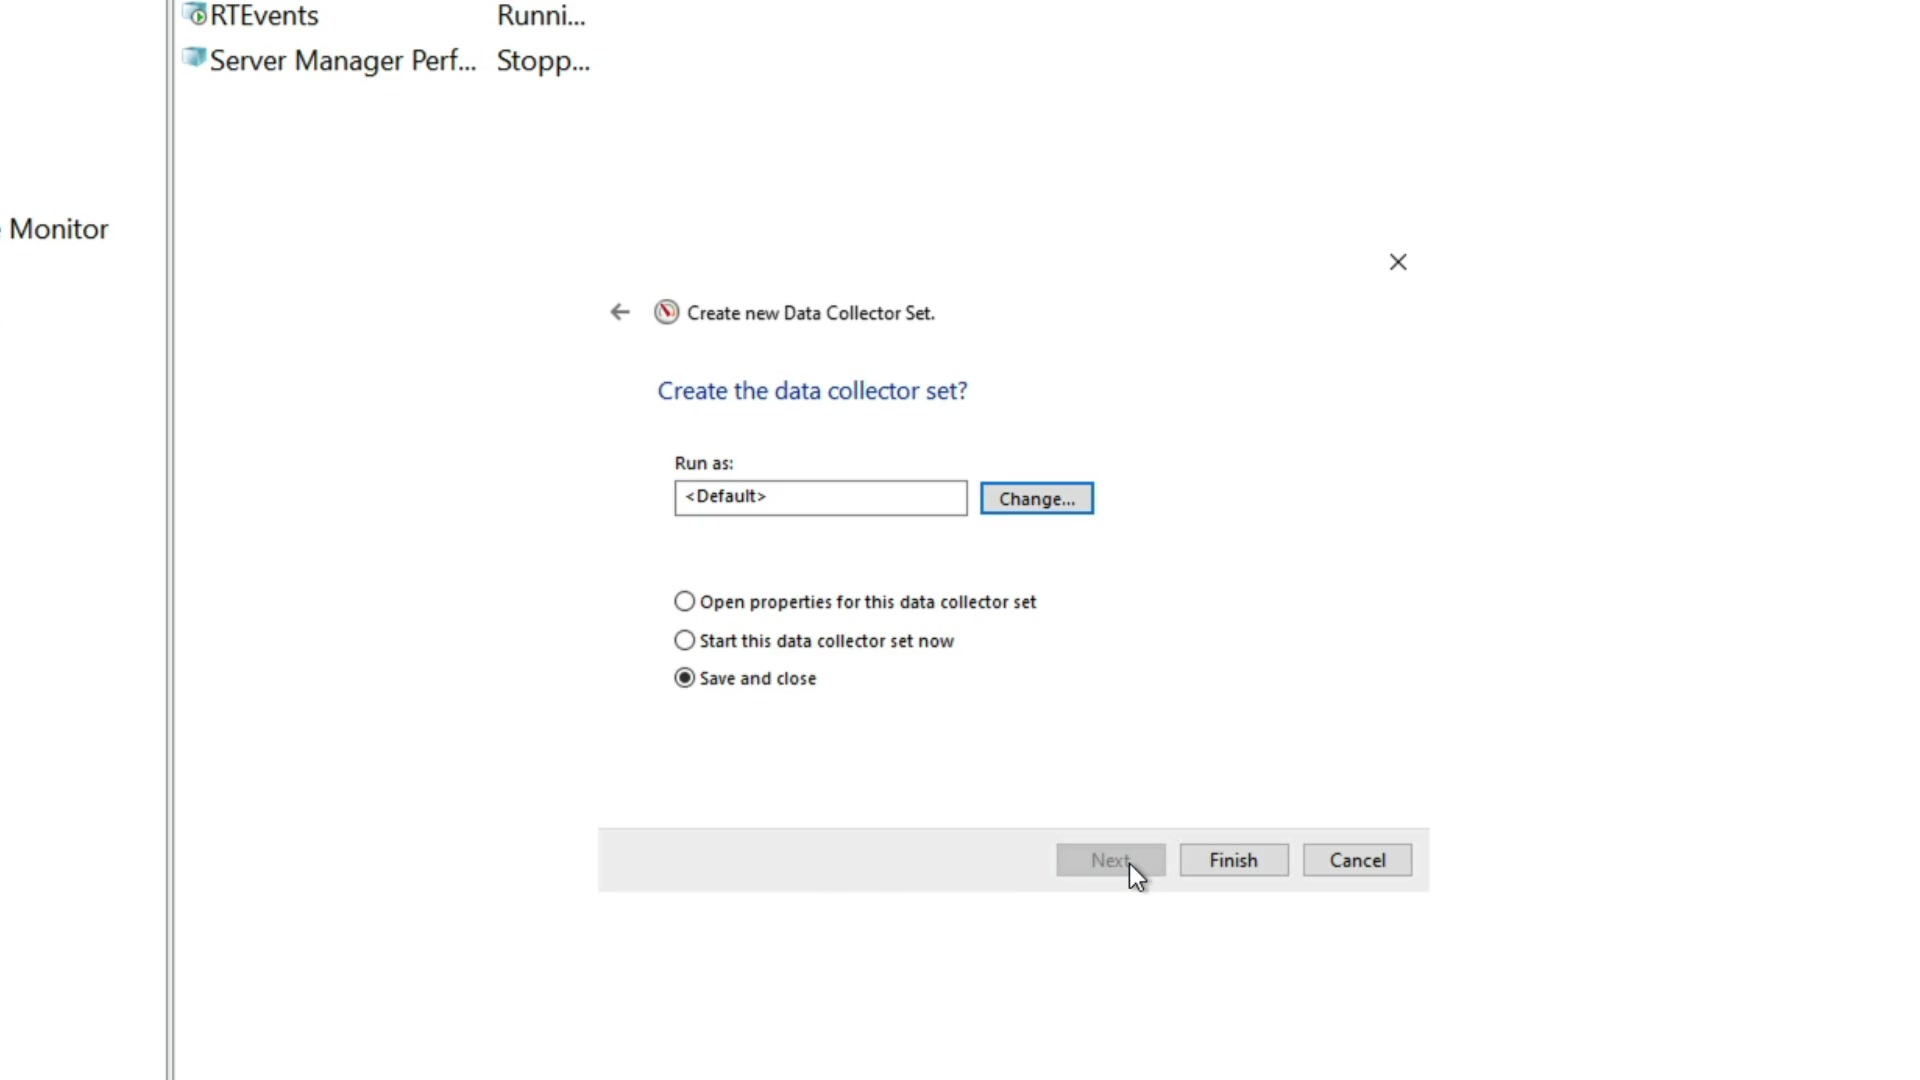 RTEvents Runni...
Server Manager Perf... Stopp...
Monitor
Create new Data Collector Set.
Create the data collector set?
Run as:
<Default> Change...
Open properties for this data collector set
Start this data collector set now
Save and close
Next Finish Cancel